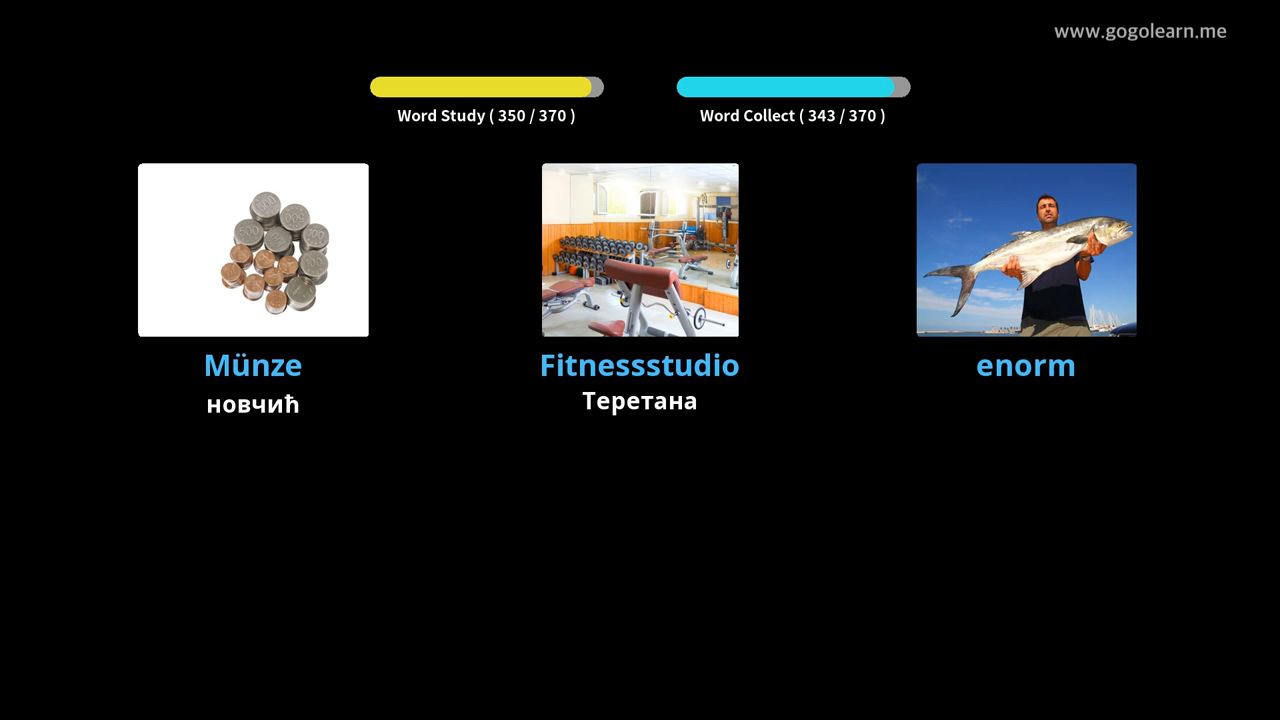 www.gogolearn.me
Word Study ( 350 / 370 )
Word Collect ( 343 / 370 )
Münze
Fitnessstudio
enorm
новчић
Теретана